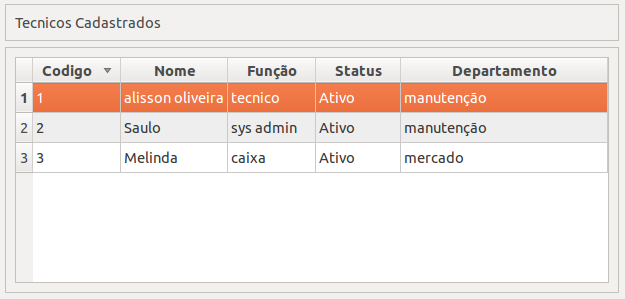 Tecnicos Cadastrados
Codigo Nome Função Status Departamento
1 1 alisson oliveira tecnico Ativo manutenção
2 2 Saulo sys admin Ativo manutenção
3 3 Melinda caixa Ativo mercado